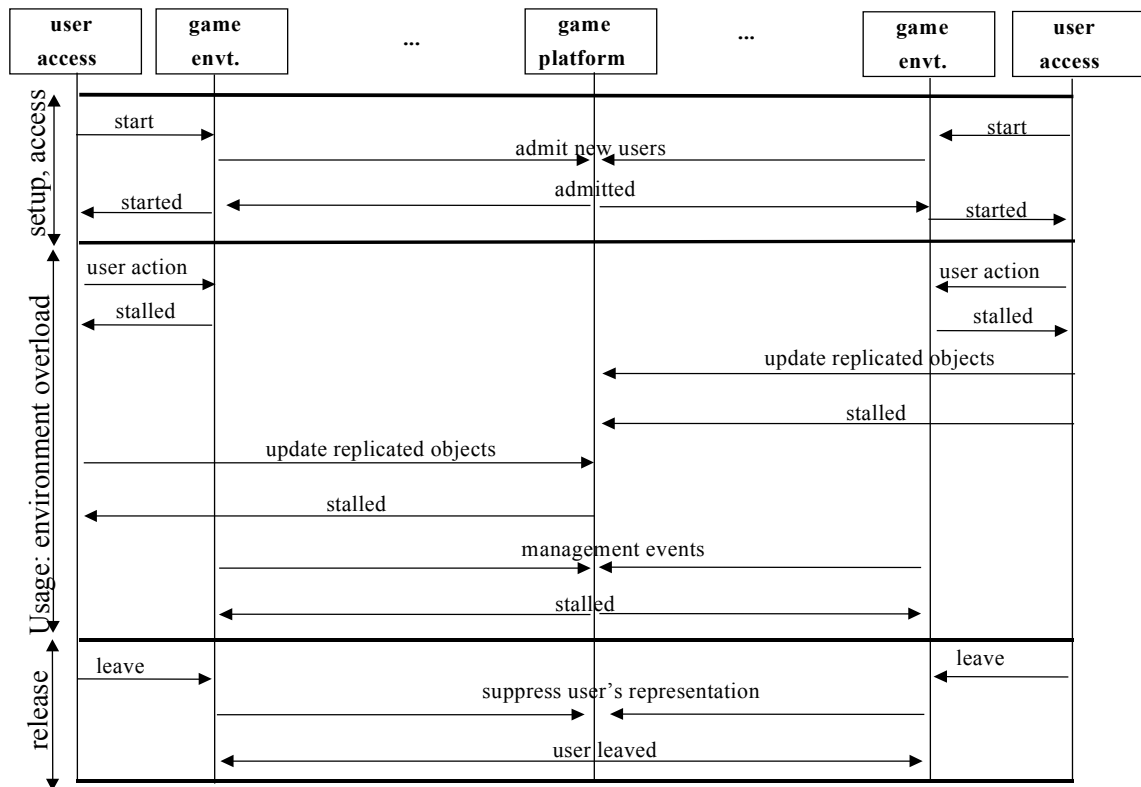 user
access
game
envt.
...
game
platform
...
game
envt.
user
access
setup, access
start
start
admit new users
admitted
started
started
Usage: environment overload
user action
user action
stalled
stalled
update replicated objects
stalled
update replicated objects
stalled
management events
stalled
release
leave
leave
suppress user’s representation
user leaved